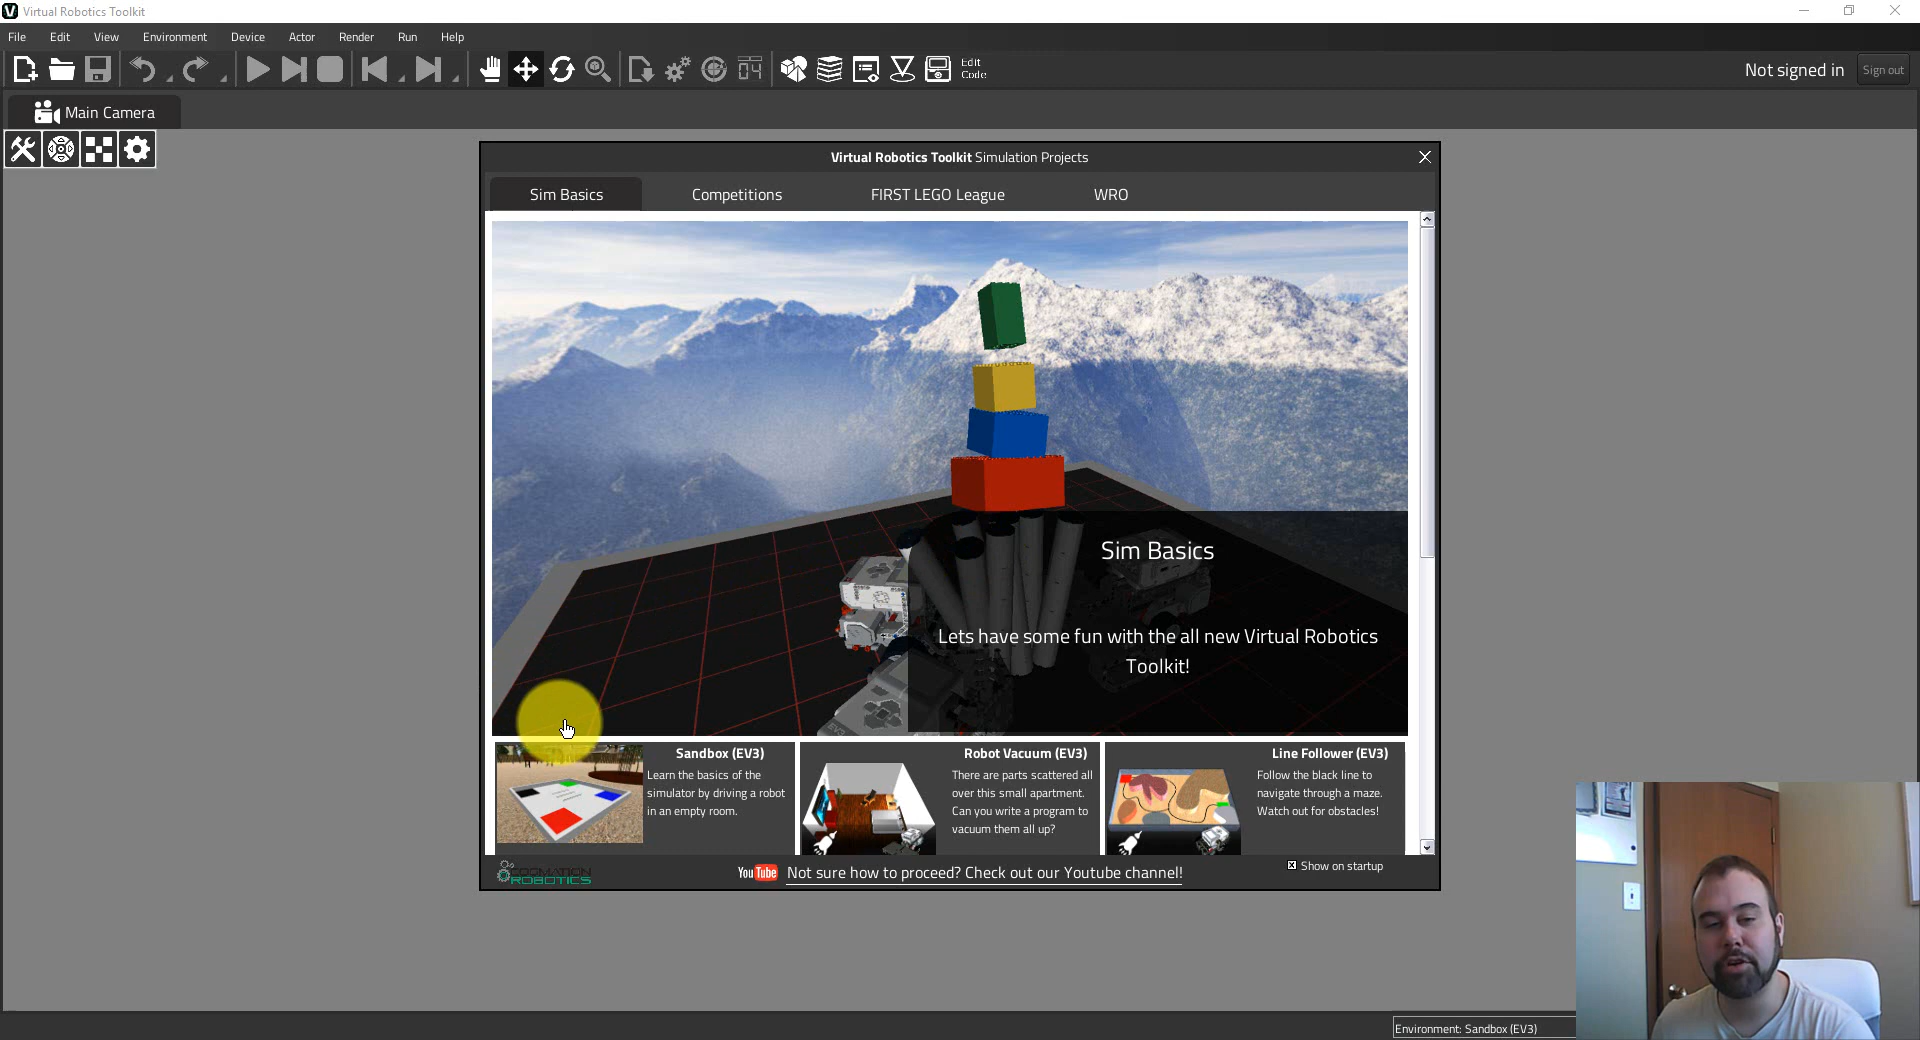 Virtual Robotics Toolkit
File Edit View Environment Device Actor Render Run Help
Edit
Code
Not signed in Sign out
Main Camera
Virtual Robotics Toolkit Simulation Projects
Sim Basics Competitions FIRST LEGO League WRO
Sim Basics
Lets have some fun with the all new Virtual Robotics
Toolkit!
Sandbox (EV3)
Learn the basics of the
simulator by driving a robot
in an empty room.
Robot Vacuum (EV3)
There are parts scattered all
over this small apartment.
Can you write a program to
vacuum them all up?
Line Follower (EV3)
Follow the black line to
navigate through a maze.
Watch out for obstacles!
COGMATION
ROBOTICS
YouTube Not sure how to proceed? Check out our Youtube channel!
Show on startup
Environment: Sandbox (EV3)